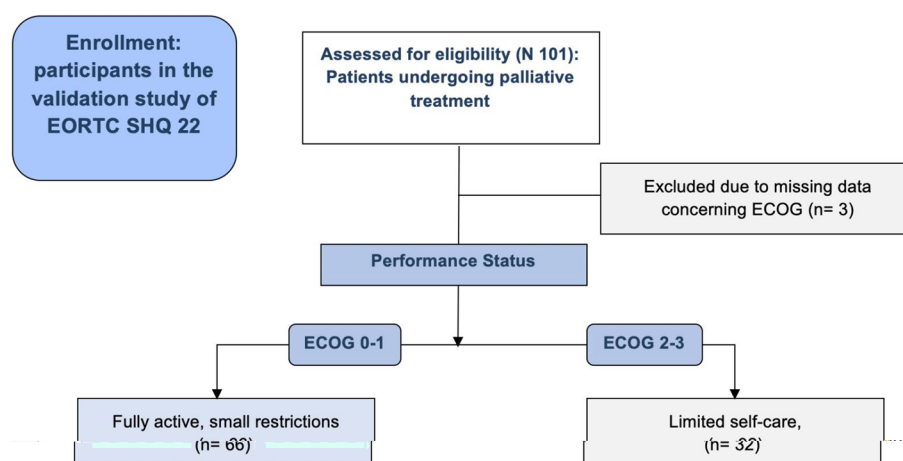 Enrollment:
participants in the
validation study of
EORTC SHQ 22
Assessed for eligibility (N 101):
Patients undergoing palliative
treatment
Excluded due to missing data
concerning ECOG (n= 3)
Performance Status
ECOG 0-1
ECOG 2-3
Fully active, small restrictions
(n= 66)
Limited self-care,
(n= 32)